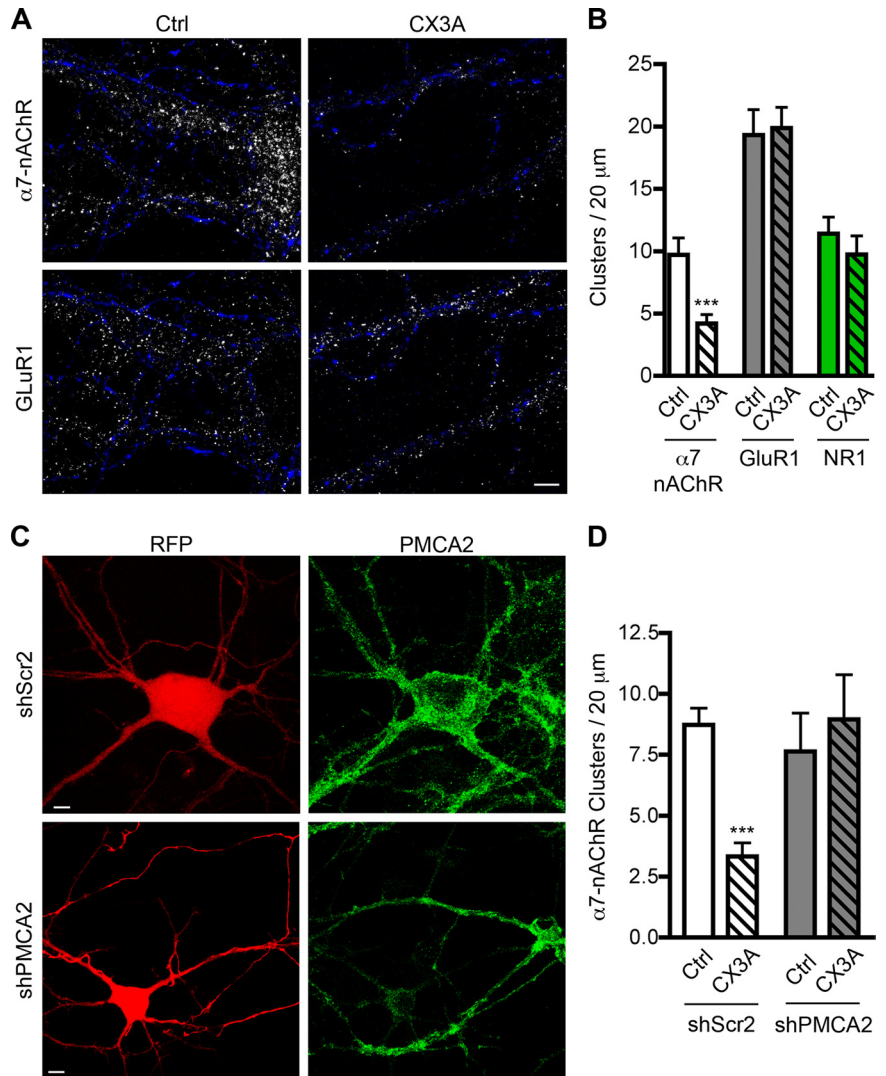 A
Ctrl
CX3A
α7-nAChR
GLuR1
B
Clusters / 20 μm
25
20
15
10
5
0
***
Ctrl
CX3A
Ctrl
CX3A
Ctrl
CX3A
α7
nAChR
GluR1
NR1
C
RFP
PMCA2
shScr2
shPMCA2
D
α7-nAChR Clusters / 20 μm
12.5
10.0
7.5
5.0
2.5
0.0
***
Ctrl
CX3A
Ctrl
CX3A
shScr2
shPMCA2